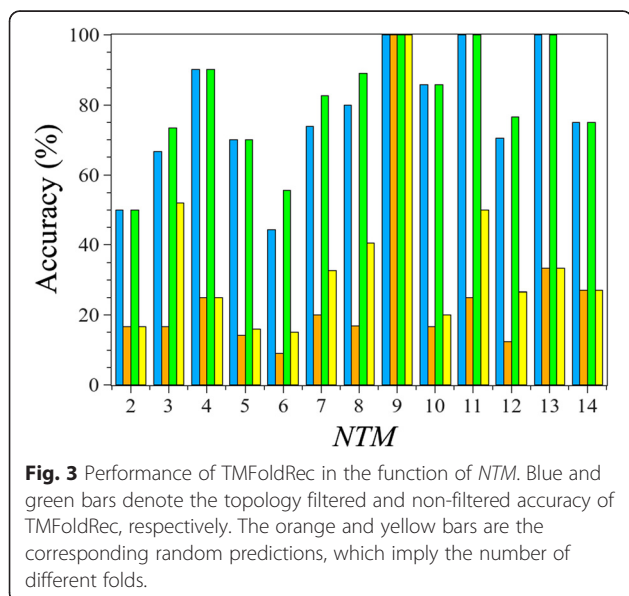 100
80
60
40
20
0
Accuracy (%)
2 3 4 5 6 7 8 9 10 11 12 13 14
NTM
Fig. 3 Performance of TMFoldRec in the function of NTM. Blue and
green bars denote the topology filtered and non-filtered accuracy of
TMFoldRec, respectively. The orange and yellow bars are the
corresponding random predictions, which imply the number of
different folds.